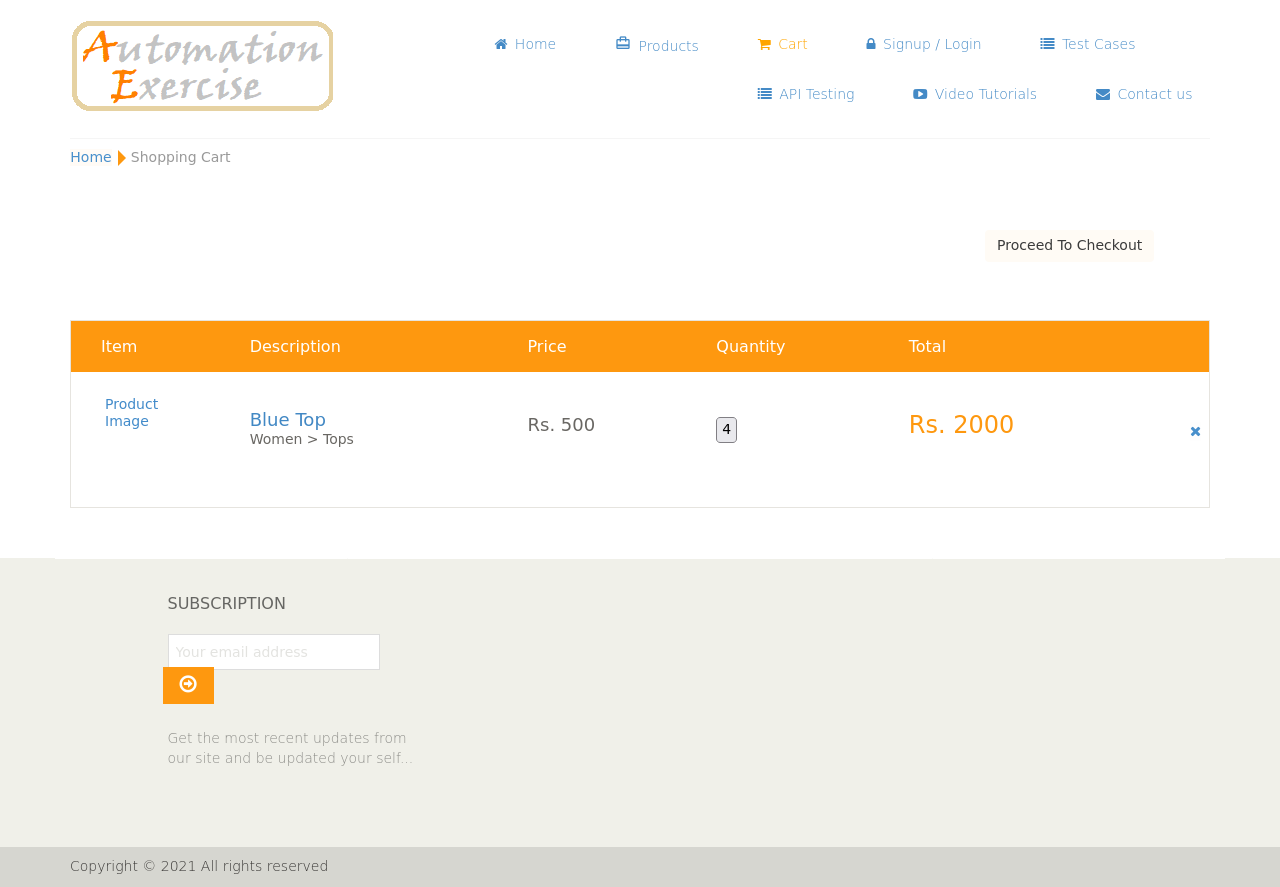 Automation
Exercise
Home
Products
Cart
Signup / Login
Test Cases
API Testing
Video Tutorials
Contact us
Home Shopping Cart
Proceed To Checkout
Item Description Price Quantity Total
Product
Image
Blue Top
Women > Tops
Rs. 500
4
Rs. 2000
SUBSCRIPTION
Your email address
Get the most recent updates from
our site and be updated your self...
Copyright © 2021 All rights reserved